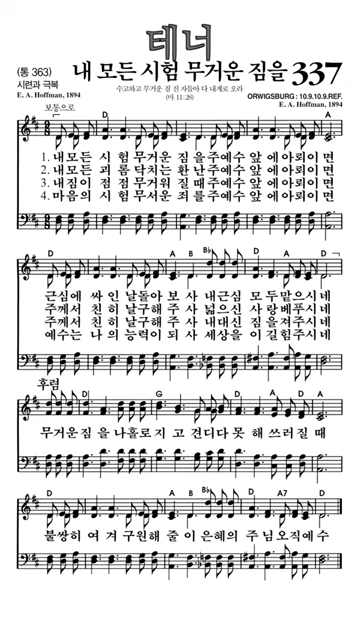 테너
(통 363)
내 모든 시험 무거운 짐을 337
시련과 극복
수고하고 무거운 짐 진 자들아 다 내게로 오라
(마 11:28)
ORWIGSBURG : 10.9.10.9.REF.
E. A. Hoffman, 1894
E. A. Hoffman, 1894
보통으로
D A
1. 내 모든 시 험 무거운 짐 을 주 예수 앞 에 아뢰이 면
2. 내 모든 괴 롬 닥치는 환 난 주 예수 앞 에 아뢰이 면
3. 내 짐이 점 점 무거워 질 때 주 예수 앞 에 아뢰이 면
4. 마음의 시 험 무서운 죄 를 주 예수 앞 에 아뢰이 면
D A B B♭ D A D
근심에 싸 인 날돌아 보 사 내근심 모 두 맡으시 네
주께서 친 히 날구해 주 사 넓으신 사 랑 베푸시 네
주께서 친 히 날구해 주 사 내대신 짐 을 져주시 네
예수는 나 의 능력이 되 사 세상을 이 길 힘주시 네
후렴
D G D A
무거운 짐 을 나홀로 지 고 견디다 못 해 쓰러질 때
D A B B♭ D A7 D
불쌍히 여 겨 구원해 줄 이 은혜의 주 님 오직예 수